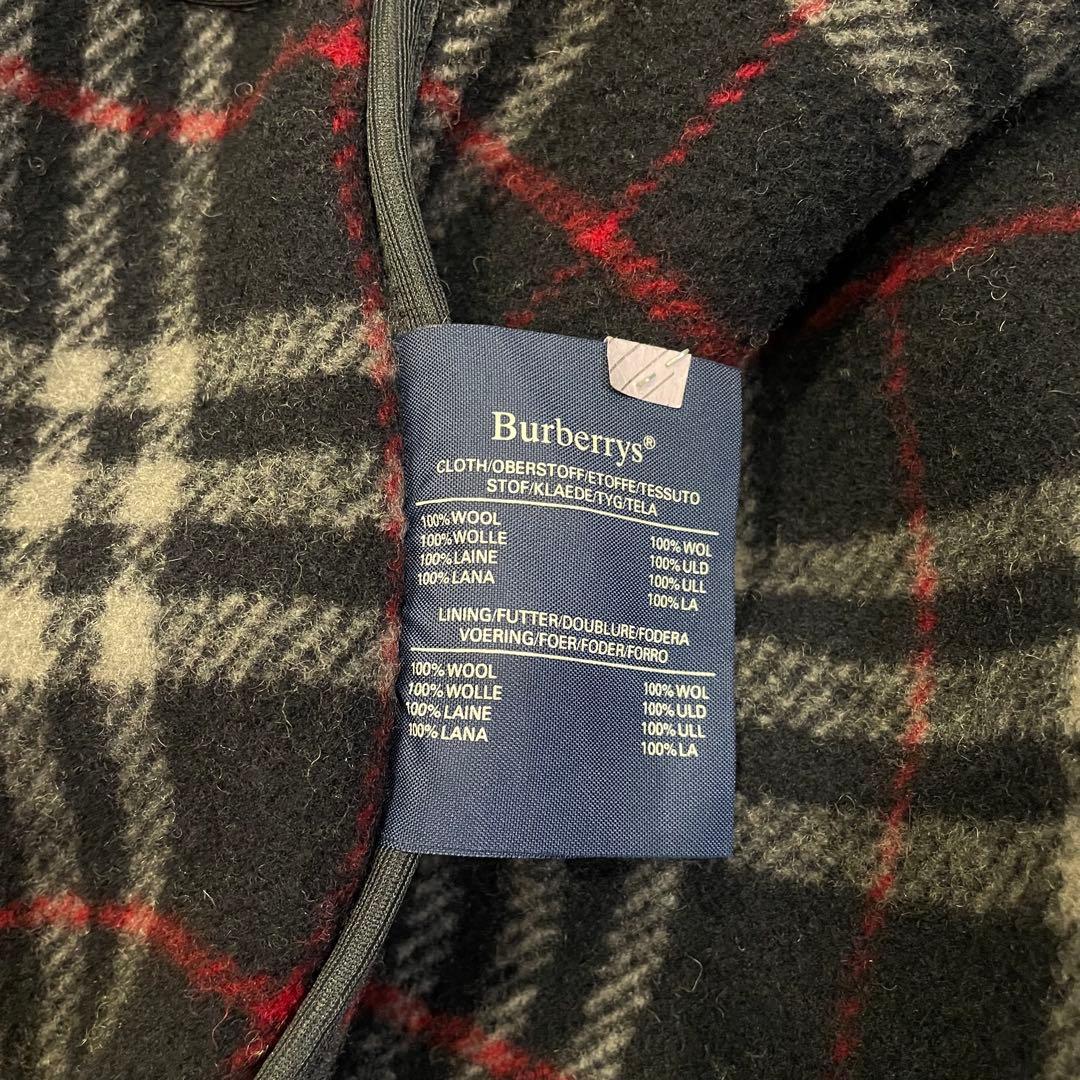 Burberrys®
CLOTH/OBERSTOFF/ETOFFE/TESSUTO
STOF/KLAEDE/TYG/TELA
100% WOOL
100% WOLLE
100% LAINE
100% LANA
100% WOL
100% ULD
100% ULL
100% LA
LINING/FUTTER/DOUBLURE/FODERA
VOERING/FOER/FODER/FORRO
100% WOOL
100% WOLLE
100% LAINE
100% LANA
100% WOL
100% ULD
100% ULL
100% LA